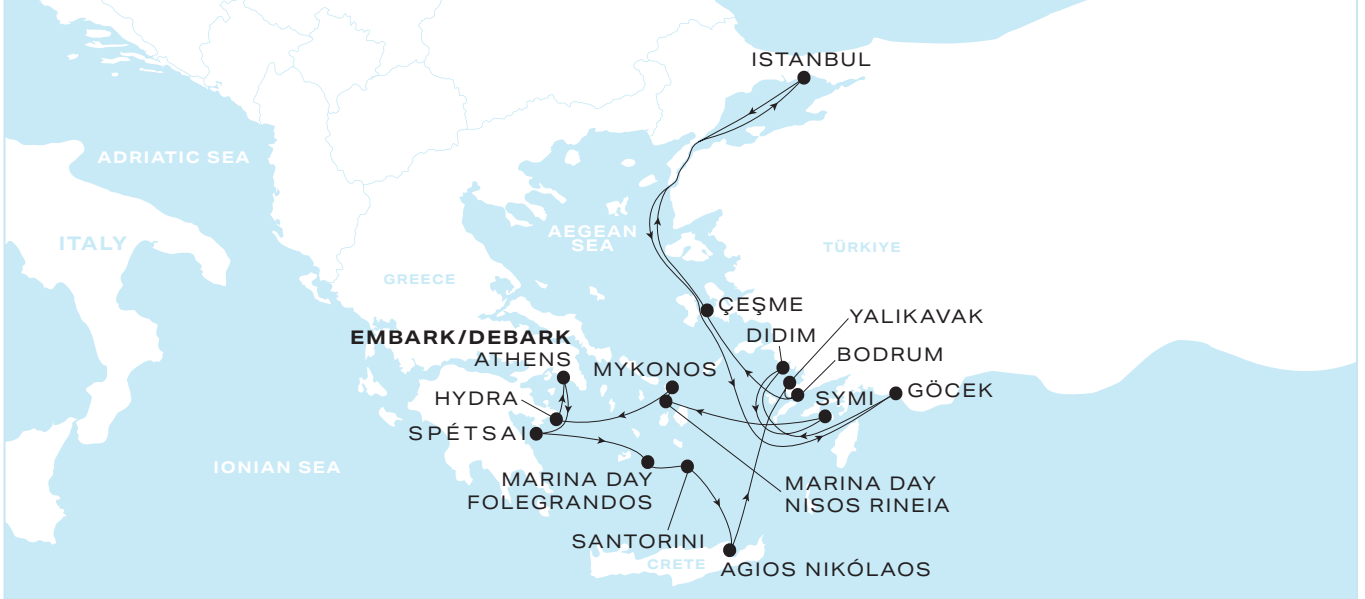 ISTANBUL
ADRIATIC SEA
ITALY
AEGEAN
SEA
TÜRKIYE
GREECE
ÇEŞME
YALIKAVAK
DIDIM
EMBARK/DEBARK
ATHENS
BODRUM
MYKONOS
HYDRA
SYMI
GÖCEK
SPÉTSAI
IONIAN SEA
MARINA DAY
FOLEGRANDOS
MARINA DAY
NISOS RINEIA
SANTORINI
CRETE
AGIOS NIKÓLAOS